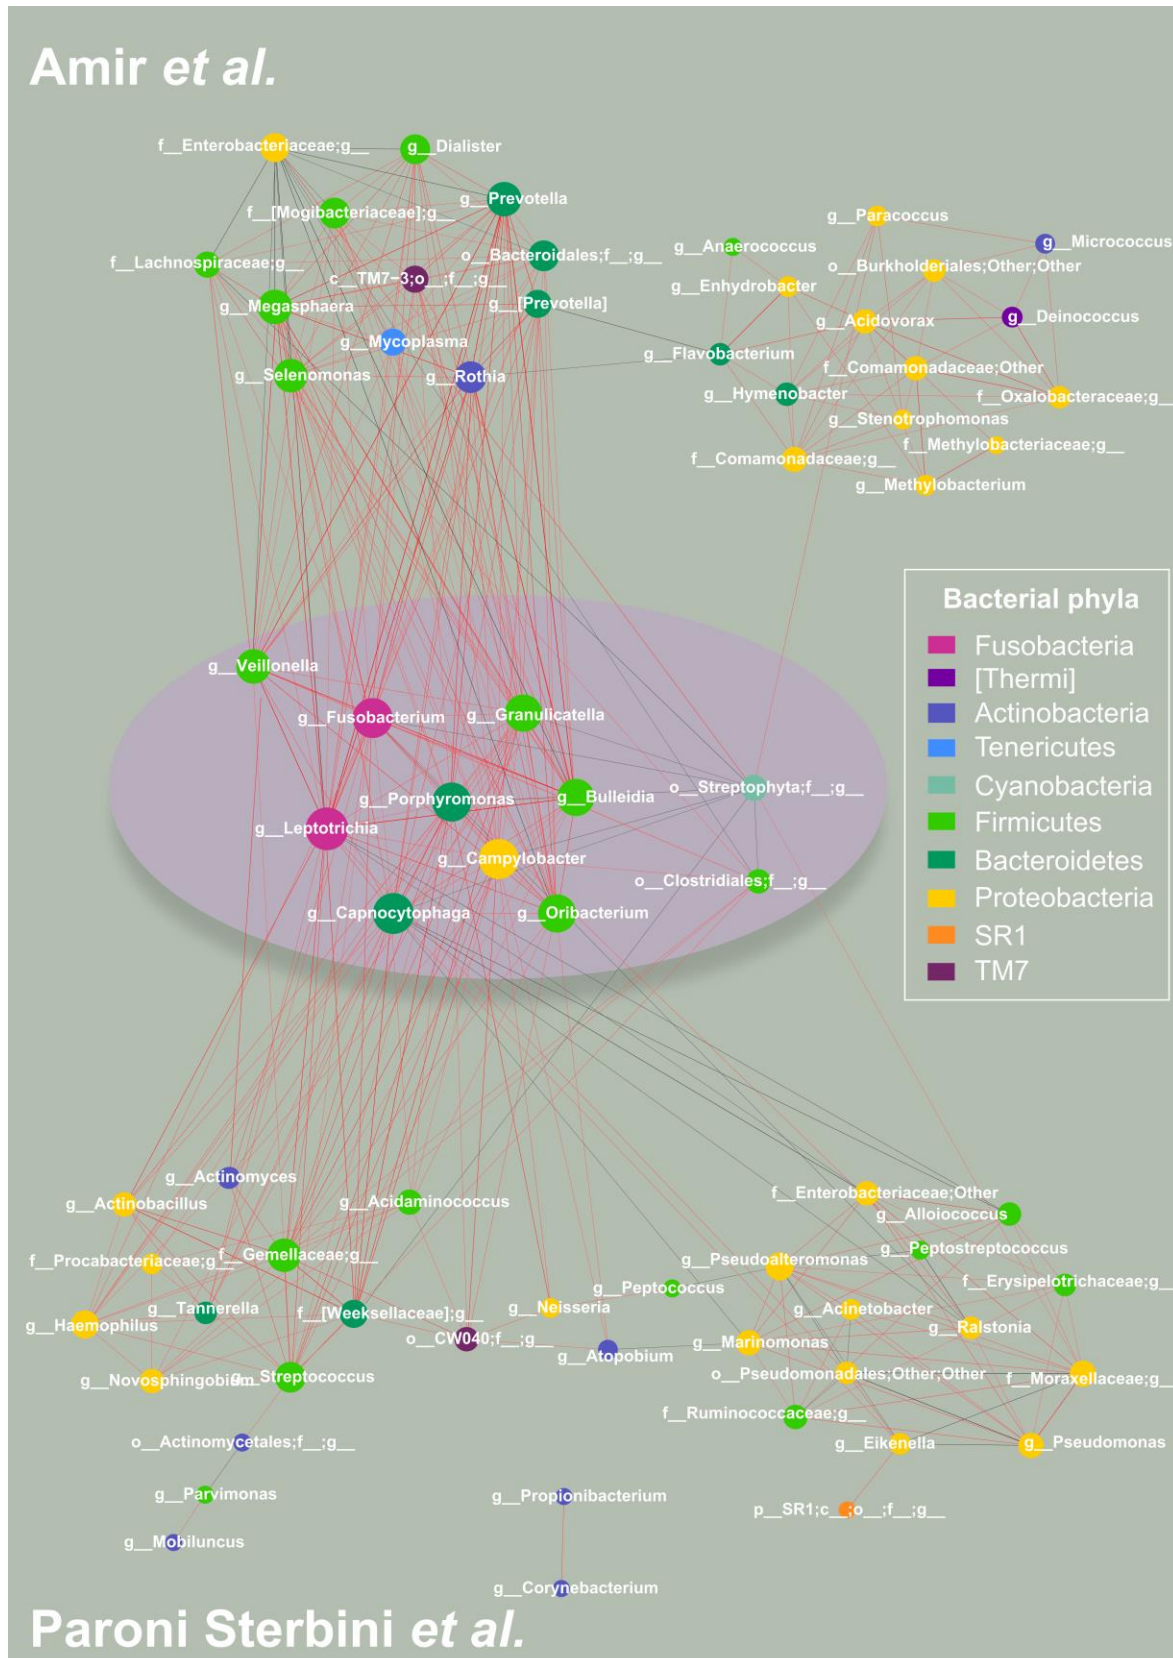 Amir et al.
f__Enterobacteriaceae;g__
g__Dialister
g__Prevotella
f__[Mogibacteriaceae];g__
o__Bacteroidales;f__;g__
f__Lachnospiraceae;g__
c__TM7-3;o__;f__;g__
g__Megasphaera
g__[Prevotella]
g__Mycoplasma
g__Selenomonas
g__Rothia
g__Paracoccus
g__Micrococcus
g__Anaerococcus
o__Burkholderiales;Other;Other
g__Enhydrobacter
g__Acidovorax
g__Deinococcus
g__Flavobacterium
f__Comamonadaceae;Other
g__Hymenobacter
f__Oxalobacteraceae;g__
g__Stenotrophomonas
f__Methylobacteriaceae;g__
f__Comamonadaceae;g__
g__Methylobacterium
Bacterial phyla
Fusobacteria
[Thermi]
Actinobacteria
Tenericutes
Cyanobacteria
Firmicutes
Bacteroidetes
Proteobacteria
SR1
TM7
g__Veillonella
g__Fusobacterium
g__Granulicatella
o__Streptophyta;f__;g__
g__Porphyromonas
g__Bulleidia
g__Leptotrichia
g__Campylobacter
o__Clostridiales;f__;g__
g__Capnocytophaga
g__Oribacterium
g__Actinomyces
g__Actinobacillus
g__Acidaminococcus
f__Procabacteriaceae;g__
f__Gemellaceae;g__
g__Tannerella
f__[Weeksellaceae];g__
g__Haemophilus
g__Neisseria
o__CW040;f__;g__
g__Atopobium
g__Novosphingobium
g__Streptococcus
o__Actinomycetales;f__;g__
g__Parvimonas
g__Mobiluncus
f__Enterobacteriaceae;Other
g__Alloiococcus
g__Peptostreptococcus
g__Pseudoalteromonas
g__Peptococcus
f__Erysipelotrichaceae;g__
g__Acinetobacter
g__Ralstonia
g__Marinomonas
o__Pseudomonadales;Other;Other
f__Moraxellaceae;g__
f__Ruminococcaceae;g__
g__Eikenella
g__Pseudomonas
p__SR1;c__;o__;f__;g__
g__Propionibacterium
g__Corynebacterium
Paroni Sterbini et al.